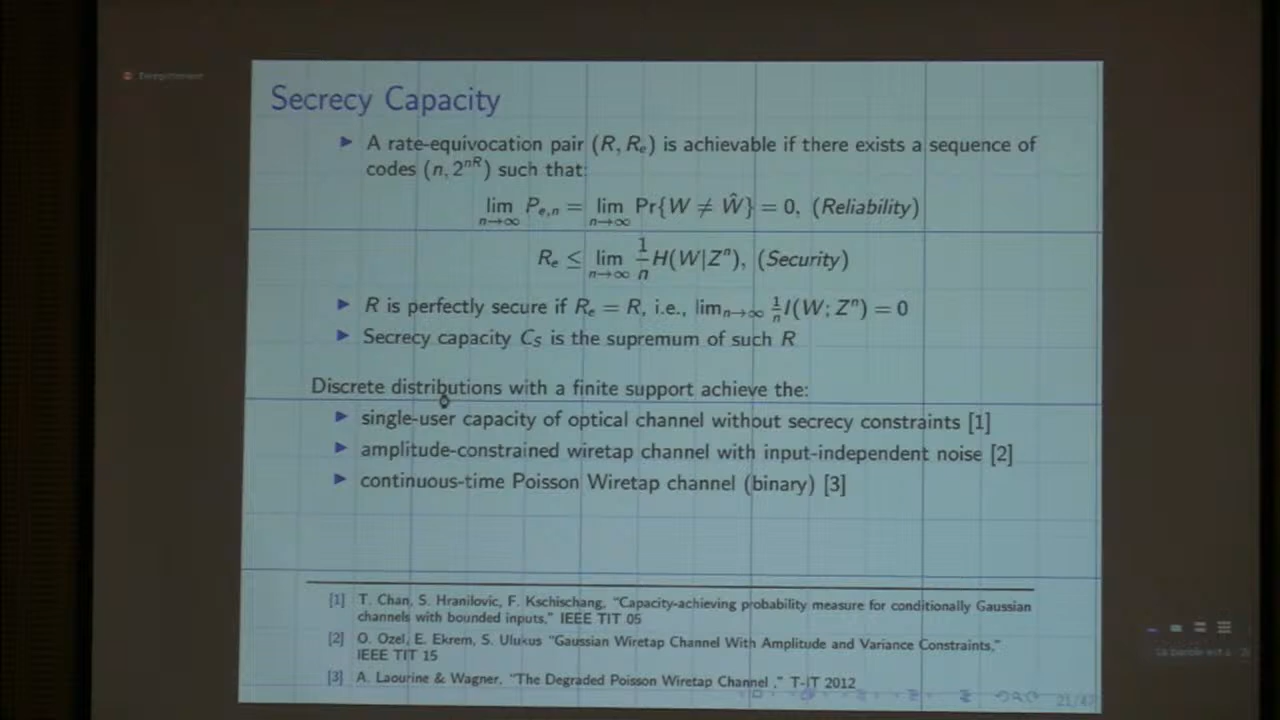 Enregistrement
Secrecy Capacity
A rate-equivocation pair (R, Rₑ) is achievable if there exists a sequence of
codes (n, 2ⁿᴿ) such that:
lim n→∞ Pₑ,ₙ = lim n→∞ Pr{W ≠ Ŵ} = 0, (Reliability)
Rₑ ≤ lim n→∞ 1/n H(W|Zⁿ), (Security)
R is perfectly secure if Rₑ = R, i.e., limₙ→∞ 1/n I(W; Zⁿ) = 0
Secrecy capacity C_S is the supremum of such R
Discrete distributions with a finite support achieve the:
single-user capacity of optical channel without secrecy constraints [1]
amplitude-constrained wiretap channel with input-independent noise [2]
continuous-time Poisson Wiretap channel (binary) [3]
[1] T. Chan, S. Hranilovic, F. Kschischang, "Capacity-achieving probability measure for conditionally Gaussian
channels with bounded inputs," IEEE TIT 05
[2] O. Ozel, E. Ekrem, S. Ulukus "Gaussian Wiretap Channel With Amplitude and Variance Constraints,"
IEEE TIT 15
[3] A. Laourine & Wagner, "The Degraded Poisson Wiretap Channel ," T-IT 2012